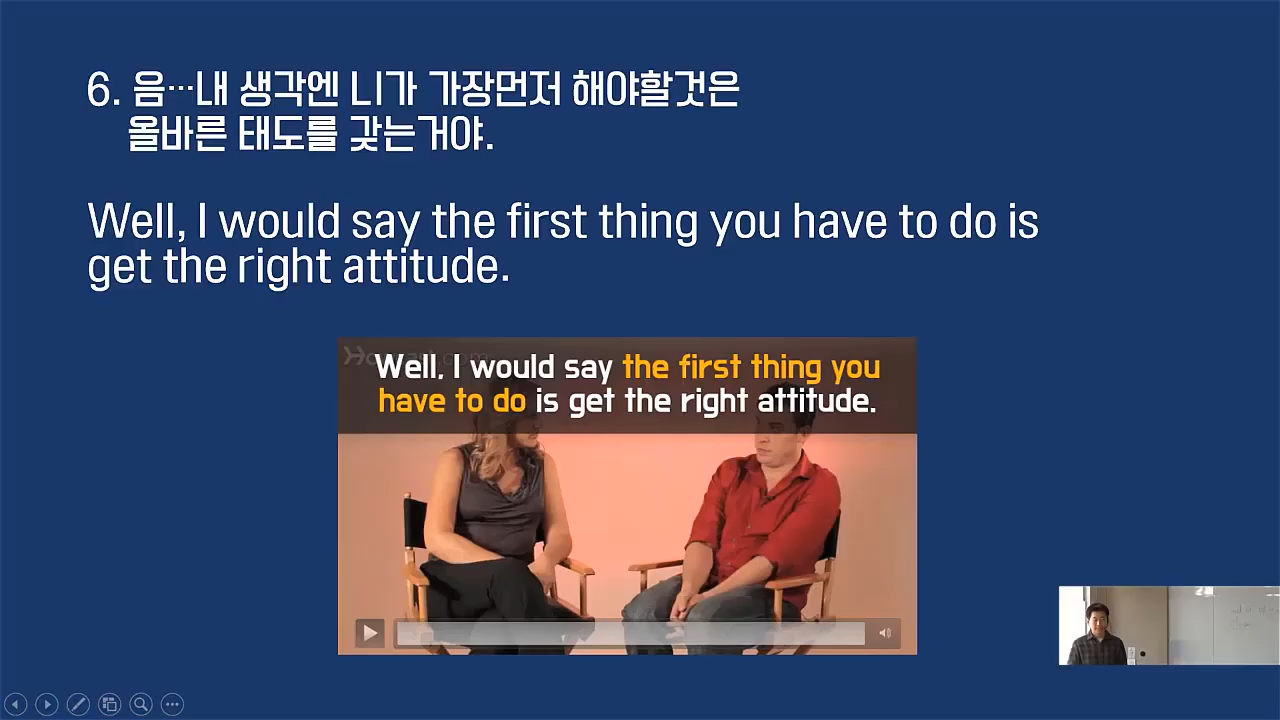 6. 음…내 생각엔 니가 가장먼저 해야할것은
올바른 태도를 갖는거야.
Well, I would say the first thing you have to do is
get the right attitude.
Well, I would say the first thing you
have to do is get the right attitude.